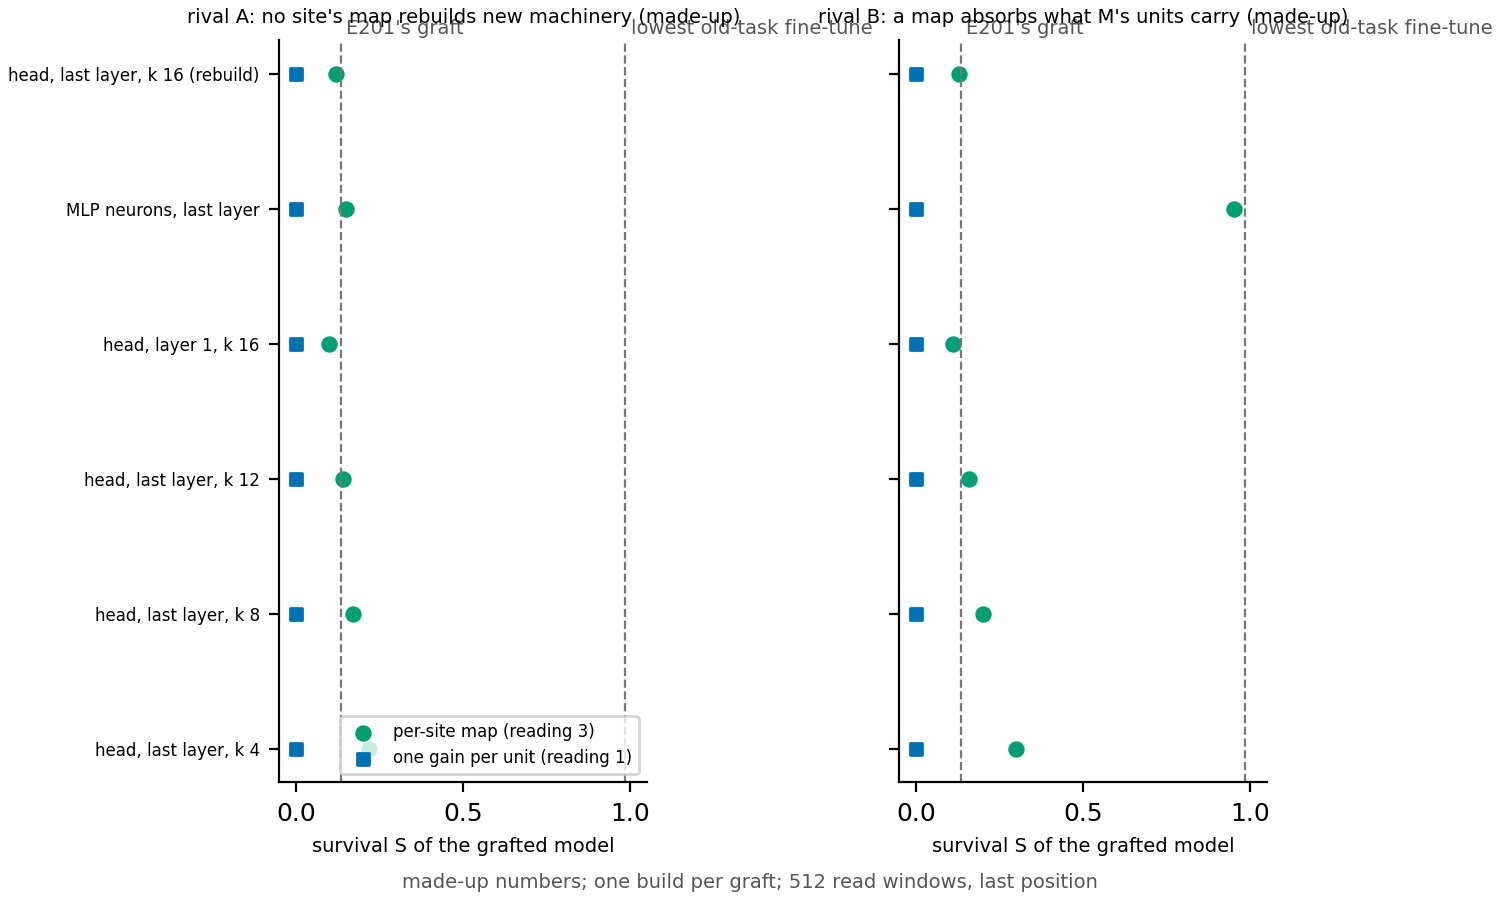 rival A: no site's map rebuilds new machinery (made-up)
rival B: a map absorbs what M's units carry (made-up)
E201's graft
lowest old-task fine-tune
E201's graft
lowest old-task fine-tune
head, last layer, k 16 (rebuild)
MLP neurons, last layer
head, layer 1, k 16
head, last layer, k 12
head, last layer, k 8
head, last layer, k 4
per-site map (reading 3)
one gain per unit (reading 1)
0.0 0.5 1.0
0.0 0.5 1.0
survival S of the grafted model
survival S of the grafted model
made-up numbers; one build per graft; 512 read windows, last position